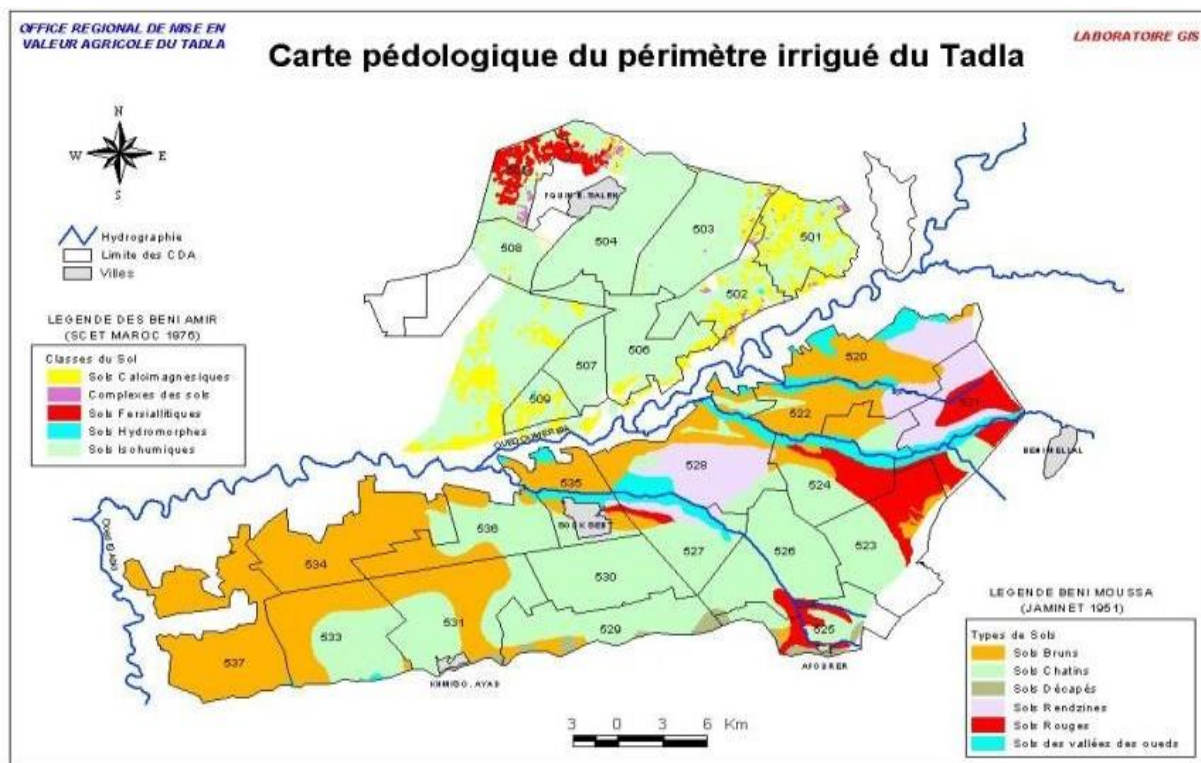 OFFICE REGIONAL DE MISE EN
VALEUR AGRICOLE DU TADLA
LABORATOIRE GIS
Carte pédologique du périmètre irrigué du Tadla
N
W
E
S
Hydrographie
Limite des CDA
Villes
LEGENDE DES BENI AMIR
(SCET MAROC 1976)
Classes du Sol
Sols Calcimagnesiques
Complexes des sols
Sols Fersiallitiques
Sols Hydromorphes
Sols Isohumiques
508
504
503
501
502
507
506
509
520
521
522
528
524
523
535
536
527
526
534
530
531
533
529
525
537
BENI MELLAL
AFOURER
LEGENDE BENI MOUSSA
(JAMINET 1951)
Types de Sols
Sols Bruns
Sols Chatins
Sols Décapés
Sols Rendzines
Sols Rouges
Sols des vallées des oueds
3 0 3 6 Km